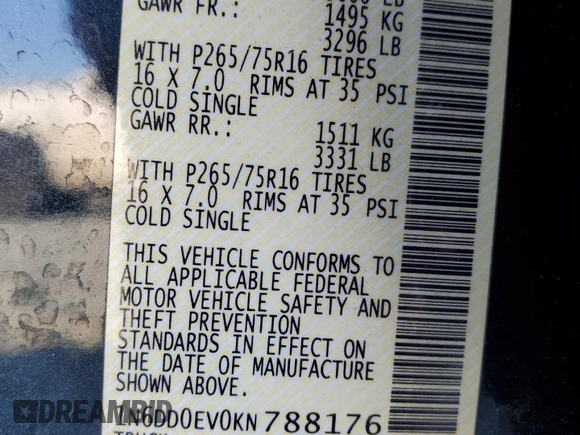 GAWR FR.:
1495 KG
3296 LB
WITH P265/75R16 TIRES
16 X 7.0 RIMS AT 35 PSI
COLD SINGLE
GAWR RR.:
1511 KG
3331 LB
WITH P265/75R16 TIRES
16 X 7.0 RIMS AT 35 PSI
COLD SINGLE
THIS VEHICLE CONFORMS TO
ALL APPLICABLE FEDERAL
MOTOR VEHICLE SAFETY AND
THEFT PREVENTION
STANDARDS IN EFFECT ON
THE DATE OF MANUFACTURE
SHOWN ABOVE.
1N6DD0EV0KN788176
DREAMBID